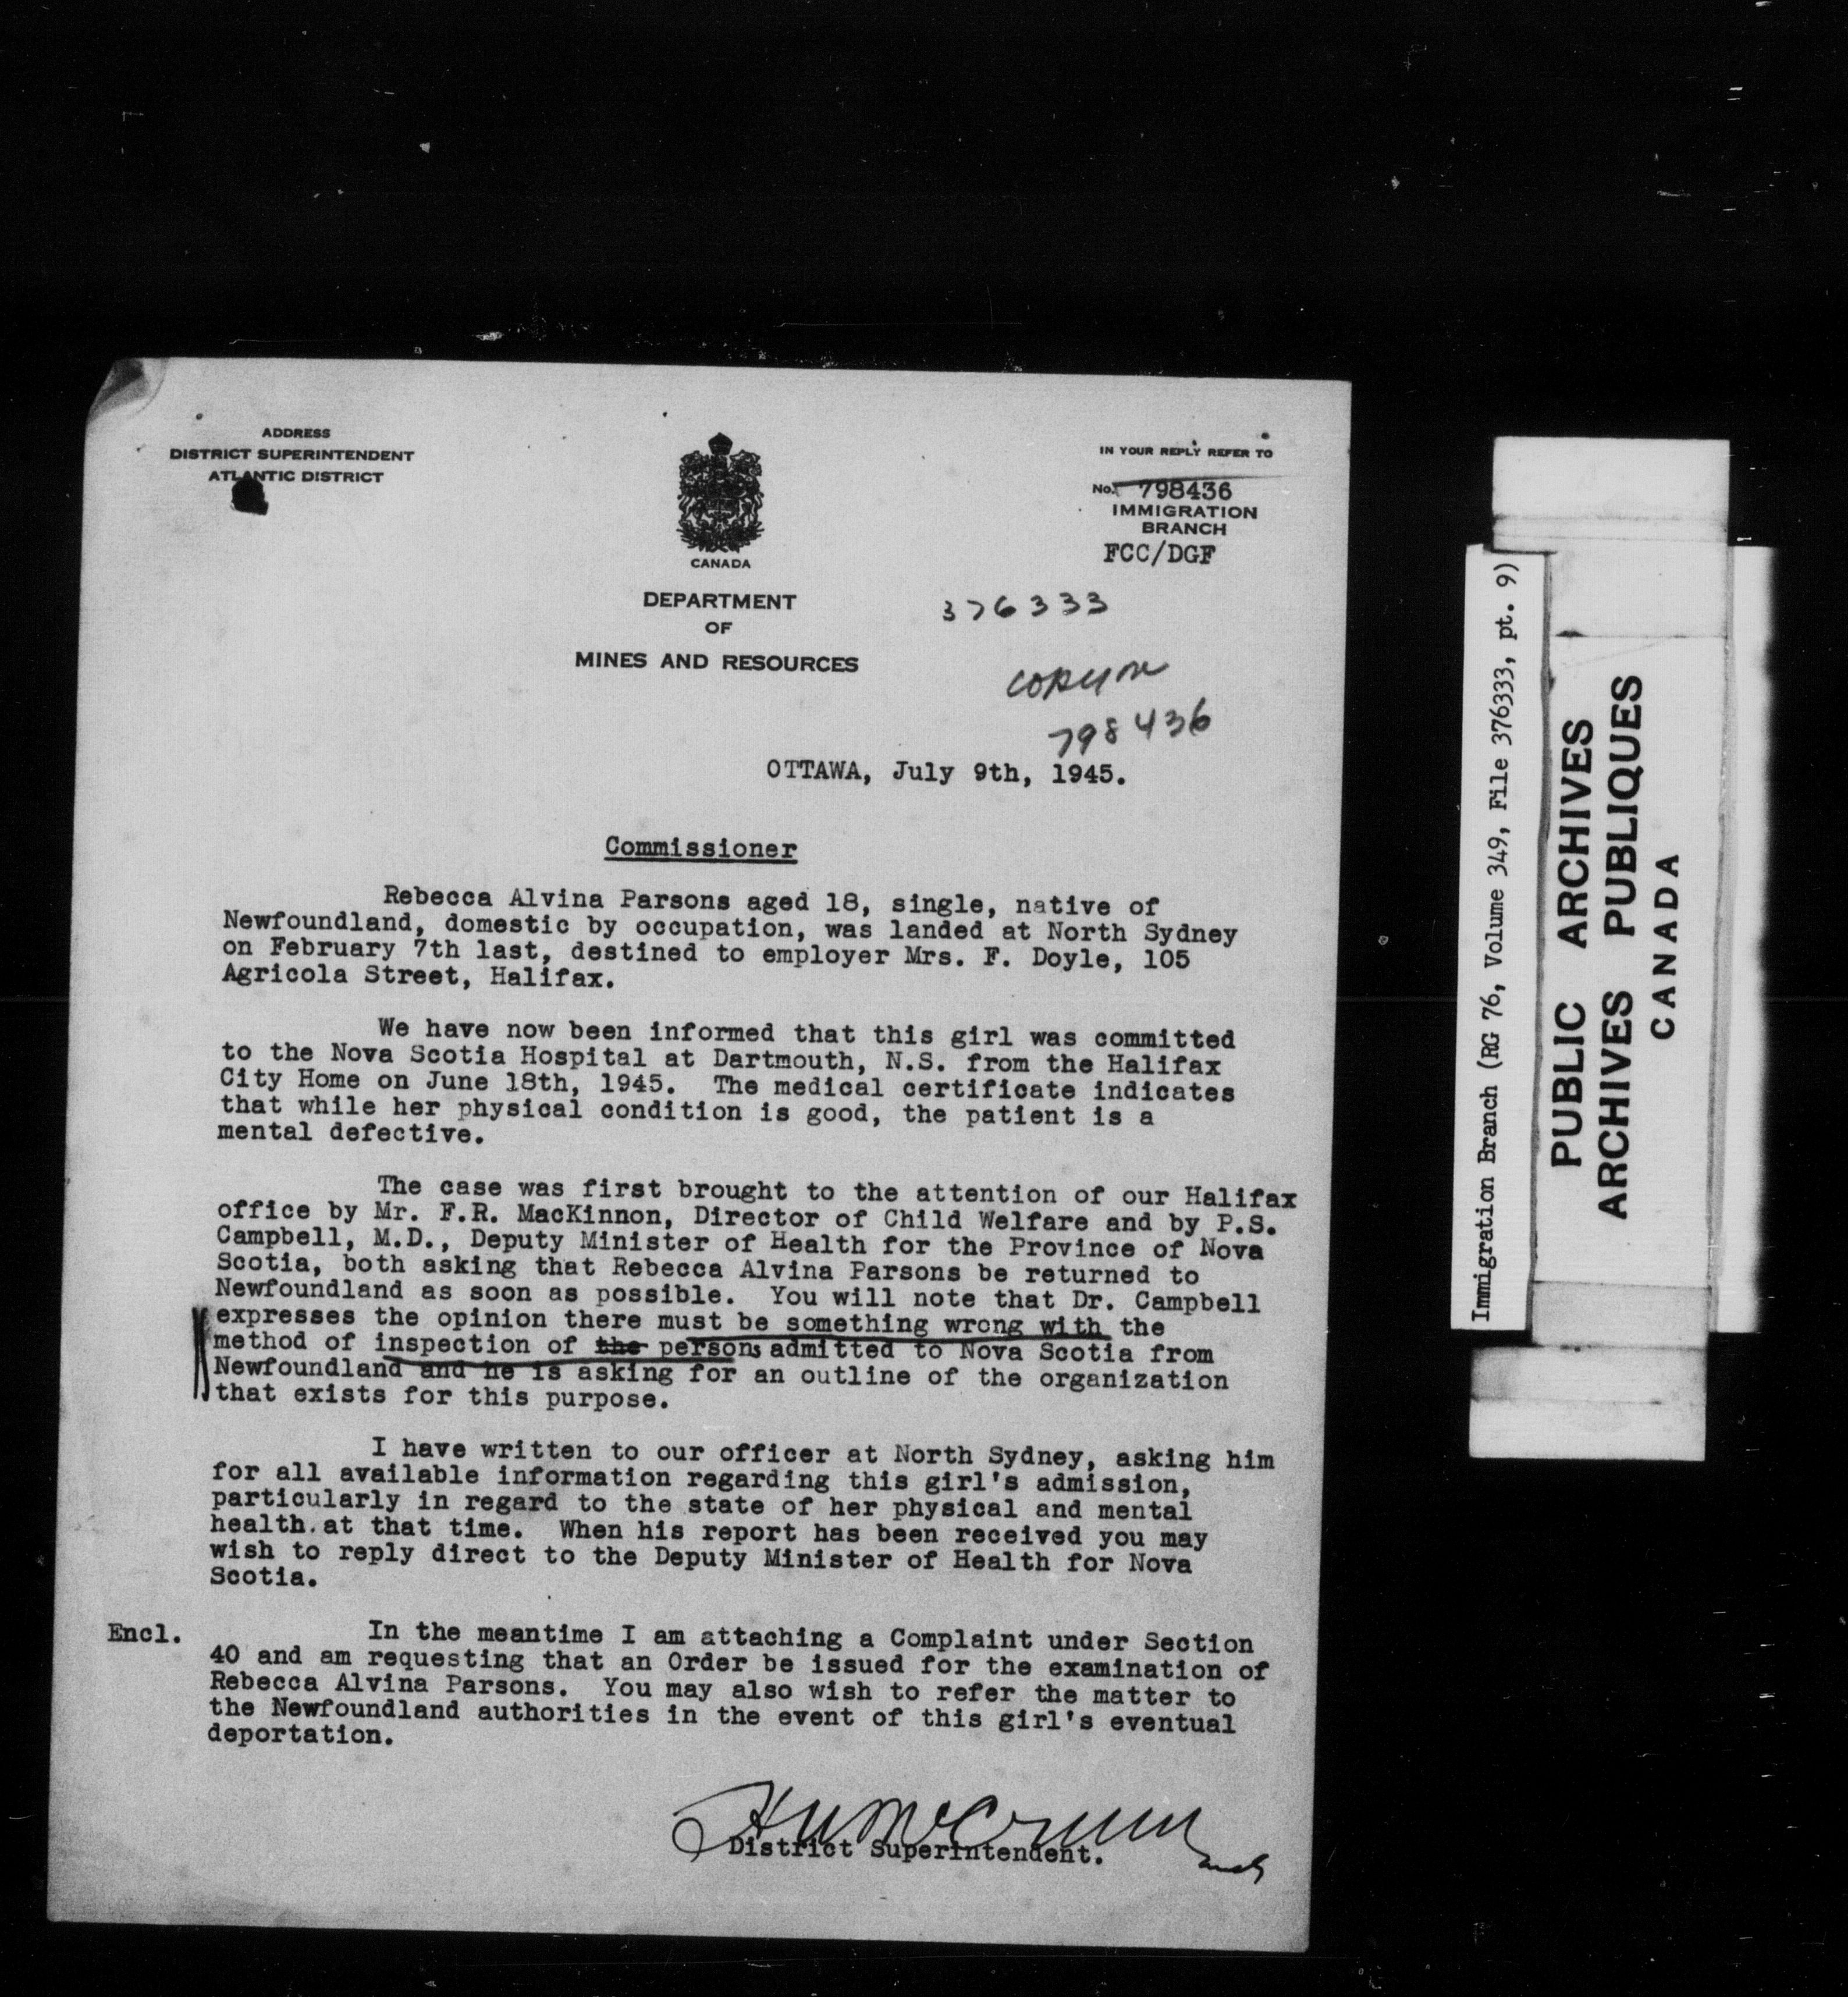 ADDRESS
DISTRICT SUPERINTENDENT
ATLANTIC DISTRICT
CANADA
DEPARTMENT
OF
MINES AND RESOURCES
IN YOUR REPLY REFER TO
No. 798436
IMMIGRATION
BRANCH
FCC/DGF
376333
copy on
798436
OTTAWA, July 9th, 1945.
Commissioner
Rebecca Alvina Parsons aged 18, single, native of
Newfoundland, domestic by occupation, was landed at North Sydney
on February 7th last, destined to employer Mrs. F. Doyle, 105
Agricola Street, Halifax.
We have now been informed that this girl was committed
to the Nova Scotia Hospital at Dartmouth, N.S. from the Halifax
City Home on June 18th, 1945. The medical certificate indicates
that while her physical condition is good, the patient is a
mental defective.
The case was first brought to the attention of our Halifax
office by Mr. F.R. MacKinnon, Director of Child Welfare and by P.S.
Campbell, M.D., Deputy Minister of Health for the Province of Nova
Scotia, both asking that Rebecca Alvina Parsons be returned to
Newfoundland as soon as possible. You will note that Dr. Campbell
expresses the opinion there must be something wrong with the
method of inspection of the persons admitted to Nova Scotia from
Newfoundland and he is asking for an outline of the organization
that exists for this purpose.
I have written to our officer at North Sydney, asking him
for all available information regarding this girl's admission,
particularly in regard to the state of her physical and mental
health at that time. When his report has been received you may
wish to reply direct to the Deputy Minister of Health for Nova
Scotia.
Encl. In the meantime I am attaching a Complaint under Section
40 and am requesting that an Order be issued for the examination of
Rebecca Alvina Parsons. You may also wish to refer the matter to
the Newfoundland authorities in the event of this girl's eventual
deportation.
District Superintendent.
Immigration Branch (RG 76, Volume 349, File 376333, pt. 9)
PUBLIC ARCHIVES
ARCHIVES PUBLIQUES
CANADA